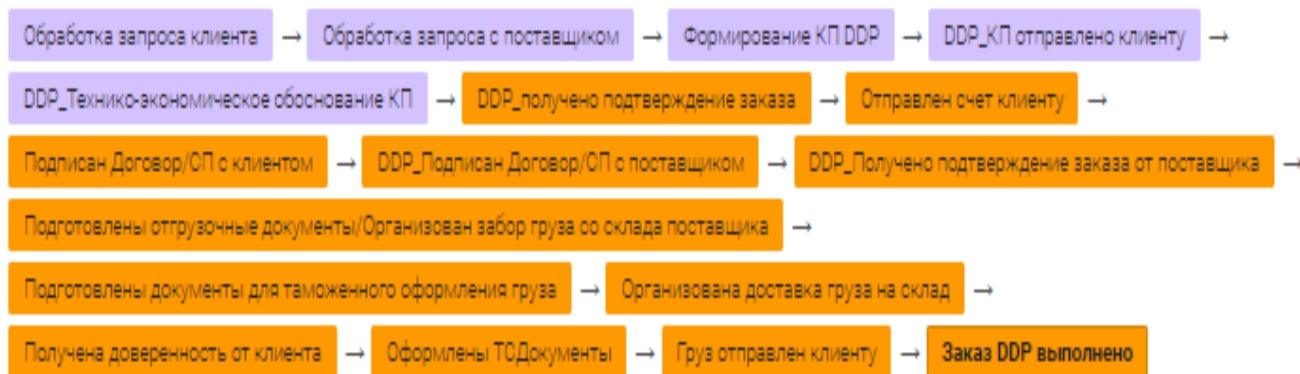 Обработка запроса клиента → Обработка запроса с поставщиком → Формирование КП DDP → DDP_КП отправлено клиенту →
DDP_Технико-экономическое обоснование КП → DDP_получено подтверждение заказа → Отправлен счет клиенту →
Подписан Договор/СП с клиентом → DDP_Подписан Договор/СП с поставщиком → DDP_Получено подтверждение заказа от поставщика →
Подготовлены отгрузочные документы/Организован забор груза со склада поставщика →
Подготовлены документы для таможенного оформления груза → Организована доставка груза на склад →
Получена доверенность от клиента → Оформлены ТСДокументы → Груз отправлен клиенту → Заказ DDP выполнено